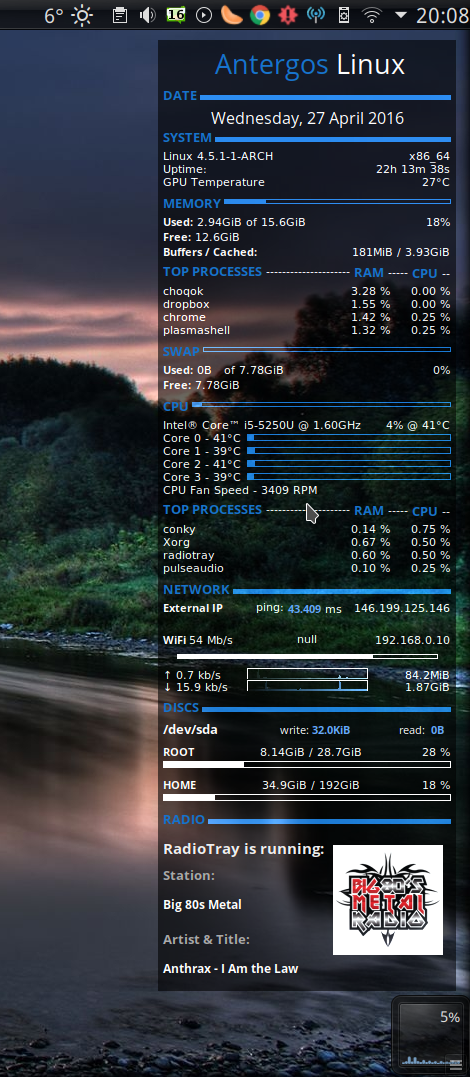 6° 16 20:08
Antergos Linux
DATE
Wednesday, 27 April 2016
SYSTEM
Linux 4.5.1-1-ARCH x86_64
Uptime: 22h 13m 38s
GPU Temperature 27°C
MEMORY
Used: 2.94GiB of 15.6GiB 18%
Free: 12.6GiB
Buffers / Cached: 181MiB / 3.93GiB
TOP PROCESSES --------------------- RAM ----- CPU --
choqok 3.28 % 0.00 %
dropbox 1.55 % 0.00 %
chrome 1.42 % 0.25 %
plasmashell 1.32 % 0.25 %
SWAP
Used: 0B of 7.78GiB 0%
Free: 7.78GiB
CPU
Intel® Core™ i5-5250U @ 1.60GHz 4% @ 41°C
Core 0 - 41°C
Core 1 - 39°C
Core 2 - 41°C
Core 3 - 39°C
CPU Fan Speed - 3409 RPM
TOP PROCESSES --------------------- RAM ----- CPU --
conky 0.14 % 0.75 %
Xorg 0.67 % 0.50 %
radiotray 0.60 % 0.50 %
pulseaudio 0.10 % 0.25 %
NETWORK
External IP ping: 43.409 ms 146.199.125.146
WiFi 54 Mb/s null 192.168.0.10
↑ 0.7 kb/s 84.2MiB
↓ 15.9 kb/s 1.87GiB
DISCS
/dev/sda write: 32.0KiB read: 0B
ROOT 8.14GiB / 28.7GiB 28 %
HOME 34.9GiB / 192GiB 18 %
RADIO
RadioTray is running:
Station:
Big 80s Metal
Artist & Title:
Anthrax - I Am the Law
BIG 80'S
METAL
RADIO
5%